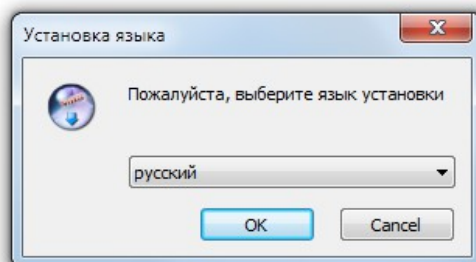 Установка языка
Пожалуйста, выберите язык установки
русский
OK
Cancel